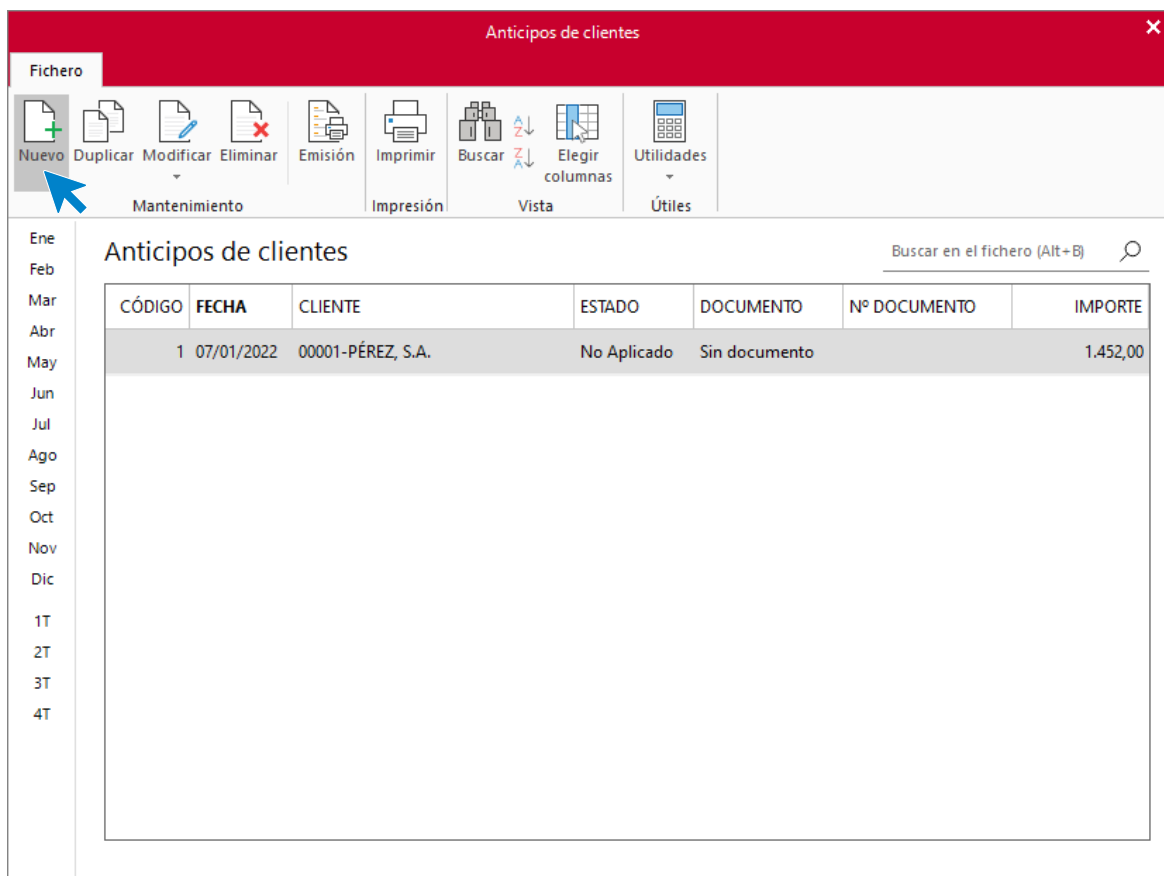 Anticipos de clientes
Fichero
Nuevo Duplicar Modificar Eliminar Emisión Imprimir Buscar A Z Z A Elegir columnas Utilidades
Mantenimiento Impresión Vista Útiles
Ene
Feb
Mar
Abr
May
Jun
Jul
Ago
Sep
Oct
Nov
Dic
1T
2T
3T
4T
Anticipos de clientes
Buscar en el fichero (Alt+B)
CÓDIGO FECHA CLIENTE ESTADO DOCUMENTO Nº DOCUMENTO IMPORTE
1 07/01/2022 00001-PÉREZ, S.A. No Aplicado Sin documento 1.452,00